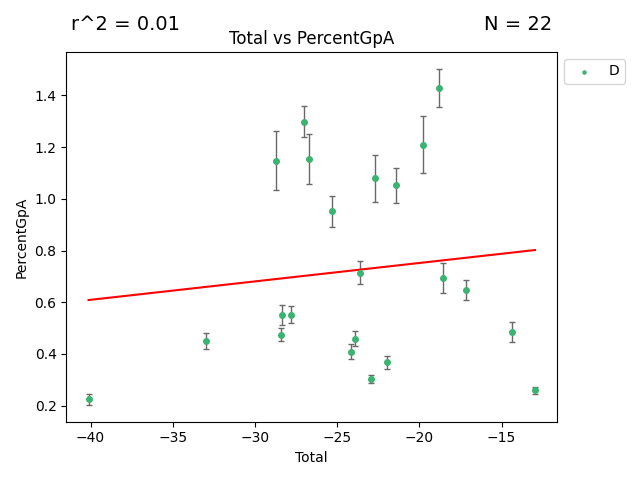 r^2 = 0.01
N = 22
Total vs PercentGpA
D
PercentGpA
1.4
1.2
1.0
0.8
0.6
0.4
0.2
−40
−35
−30
−25
−20
−15
Total